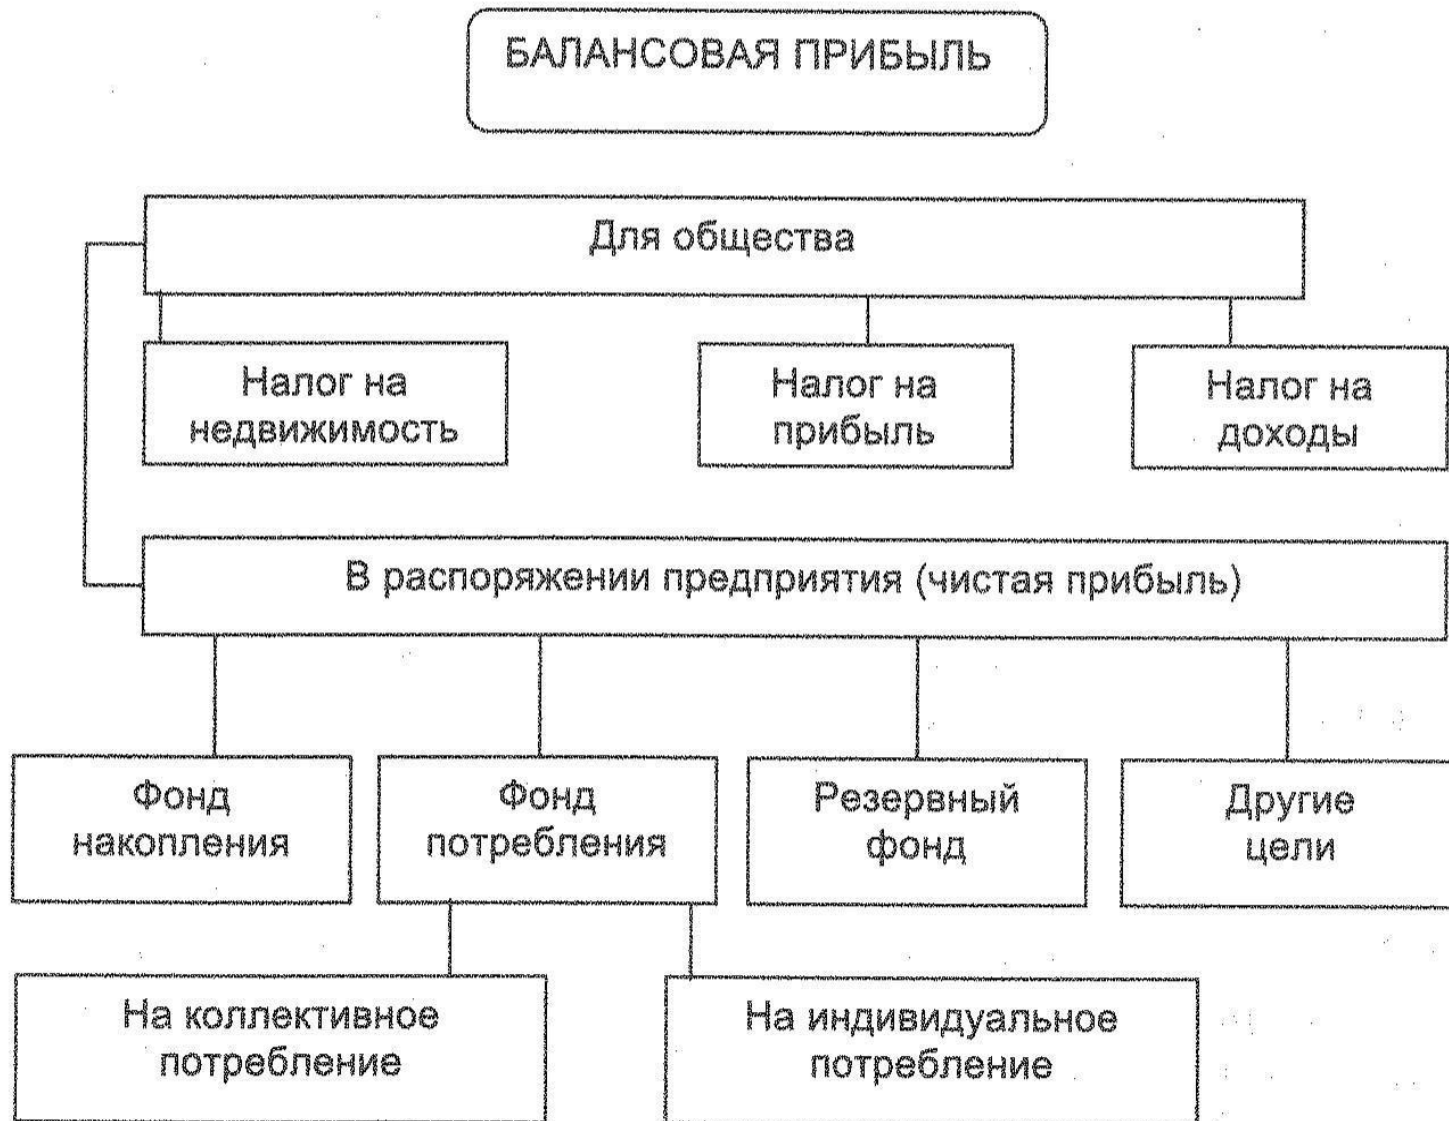 БАЛАНСОВАЯ ПРИБЫЛЬ
Для общества
Налог на
недвижимость
Налог на
прибыль
Налог на
доходы
В распоряжении предприятия (чистая прибыль)
Фонд
накопления
Фонд
потребления
Резервный
фонд
Другие
цели
На коллективное
потребление
На индивидуальное
потребление